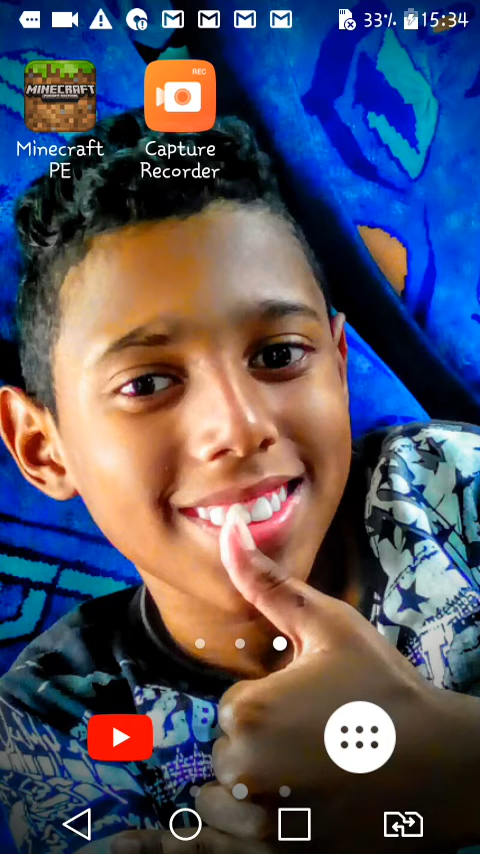 33% 15:34
REC
MINECRAFT
Minecraft PE
Capture Recorder